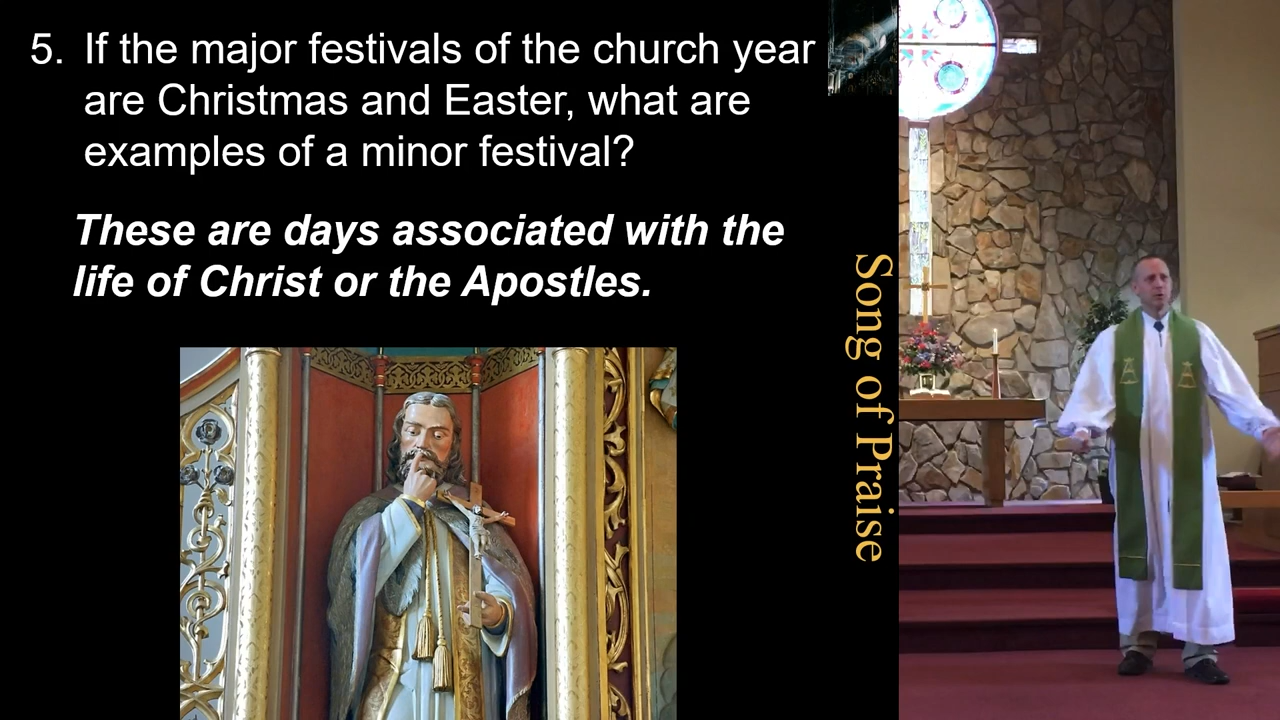 5. If the major festivals of the church year
are Christmas and Easter, what are
examples of a minor festival?
These are days associated with the
life of Christ or the Apostles.
Song of Praise